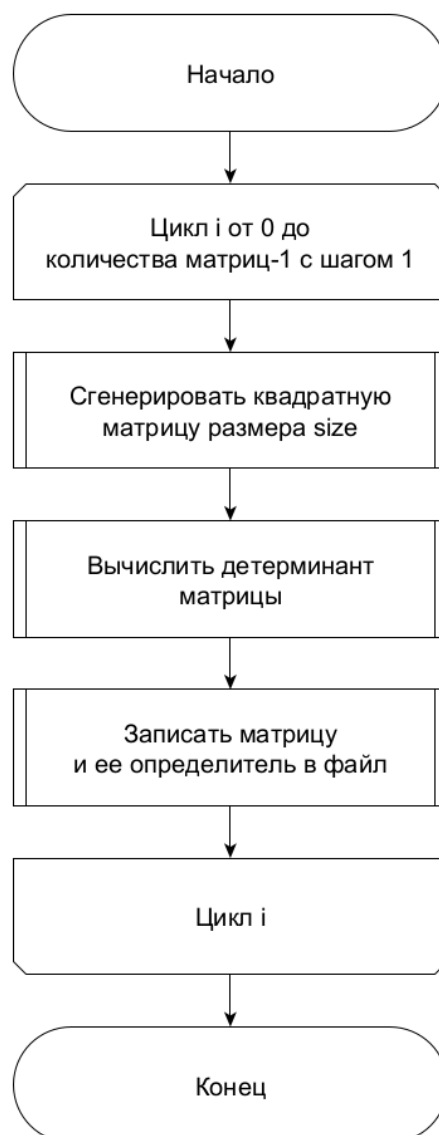 Начало
Цикл i от 0 до
количества матриц-1 с шагом 1
Сгенерировать квадратную
матрицу размера size
Вычислить детерминант
матрицы
Записать матрицу
и ее определитель в файл
Цикл i
Конец